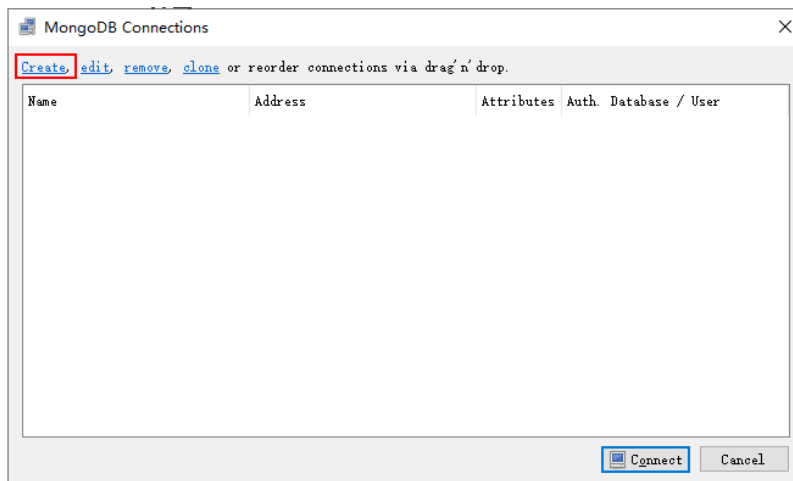 MongoDB Connections
Create, edit, remove, clone or reorder connections via drag'n'drop.
Name Address Attributes Auth. Database / User
Connect Cancel